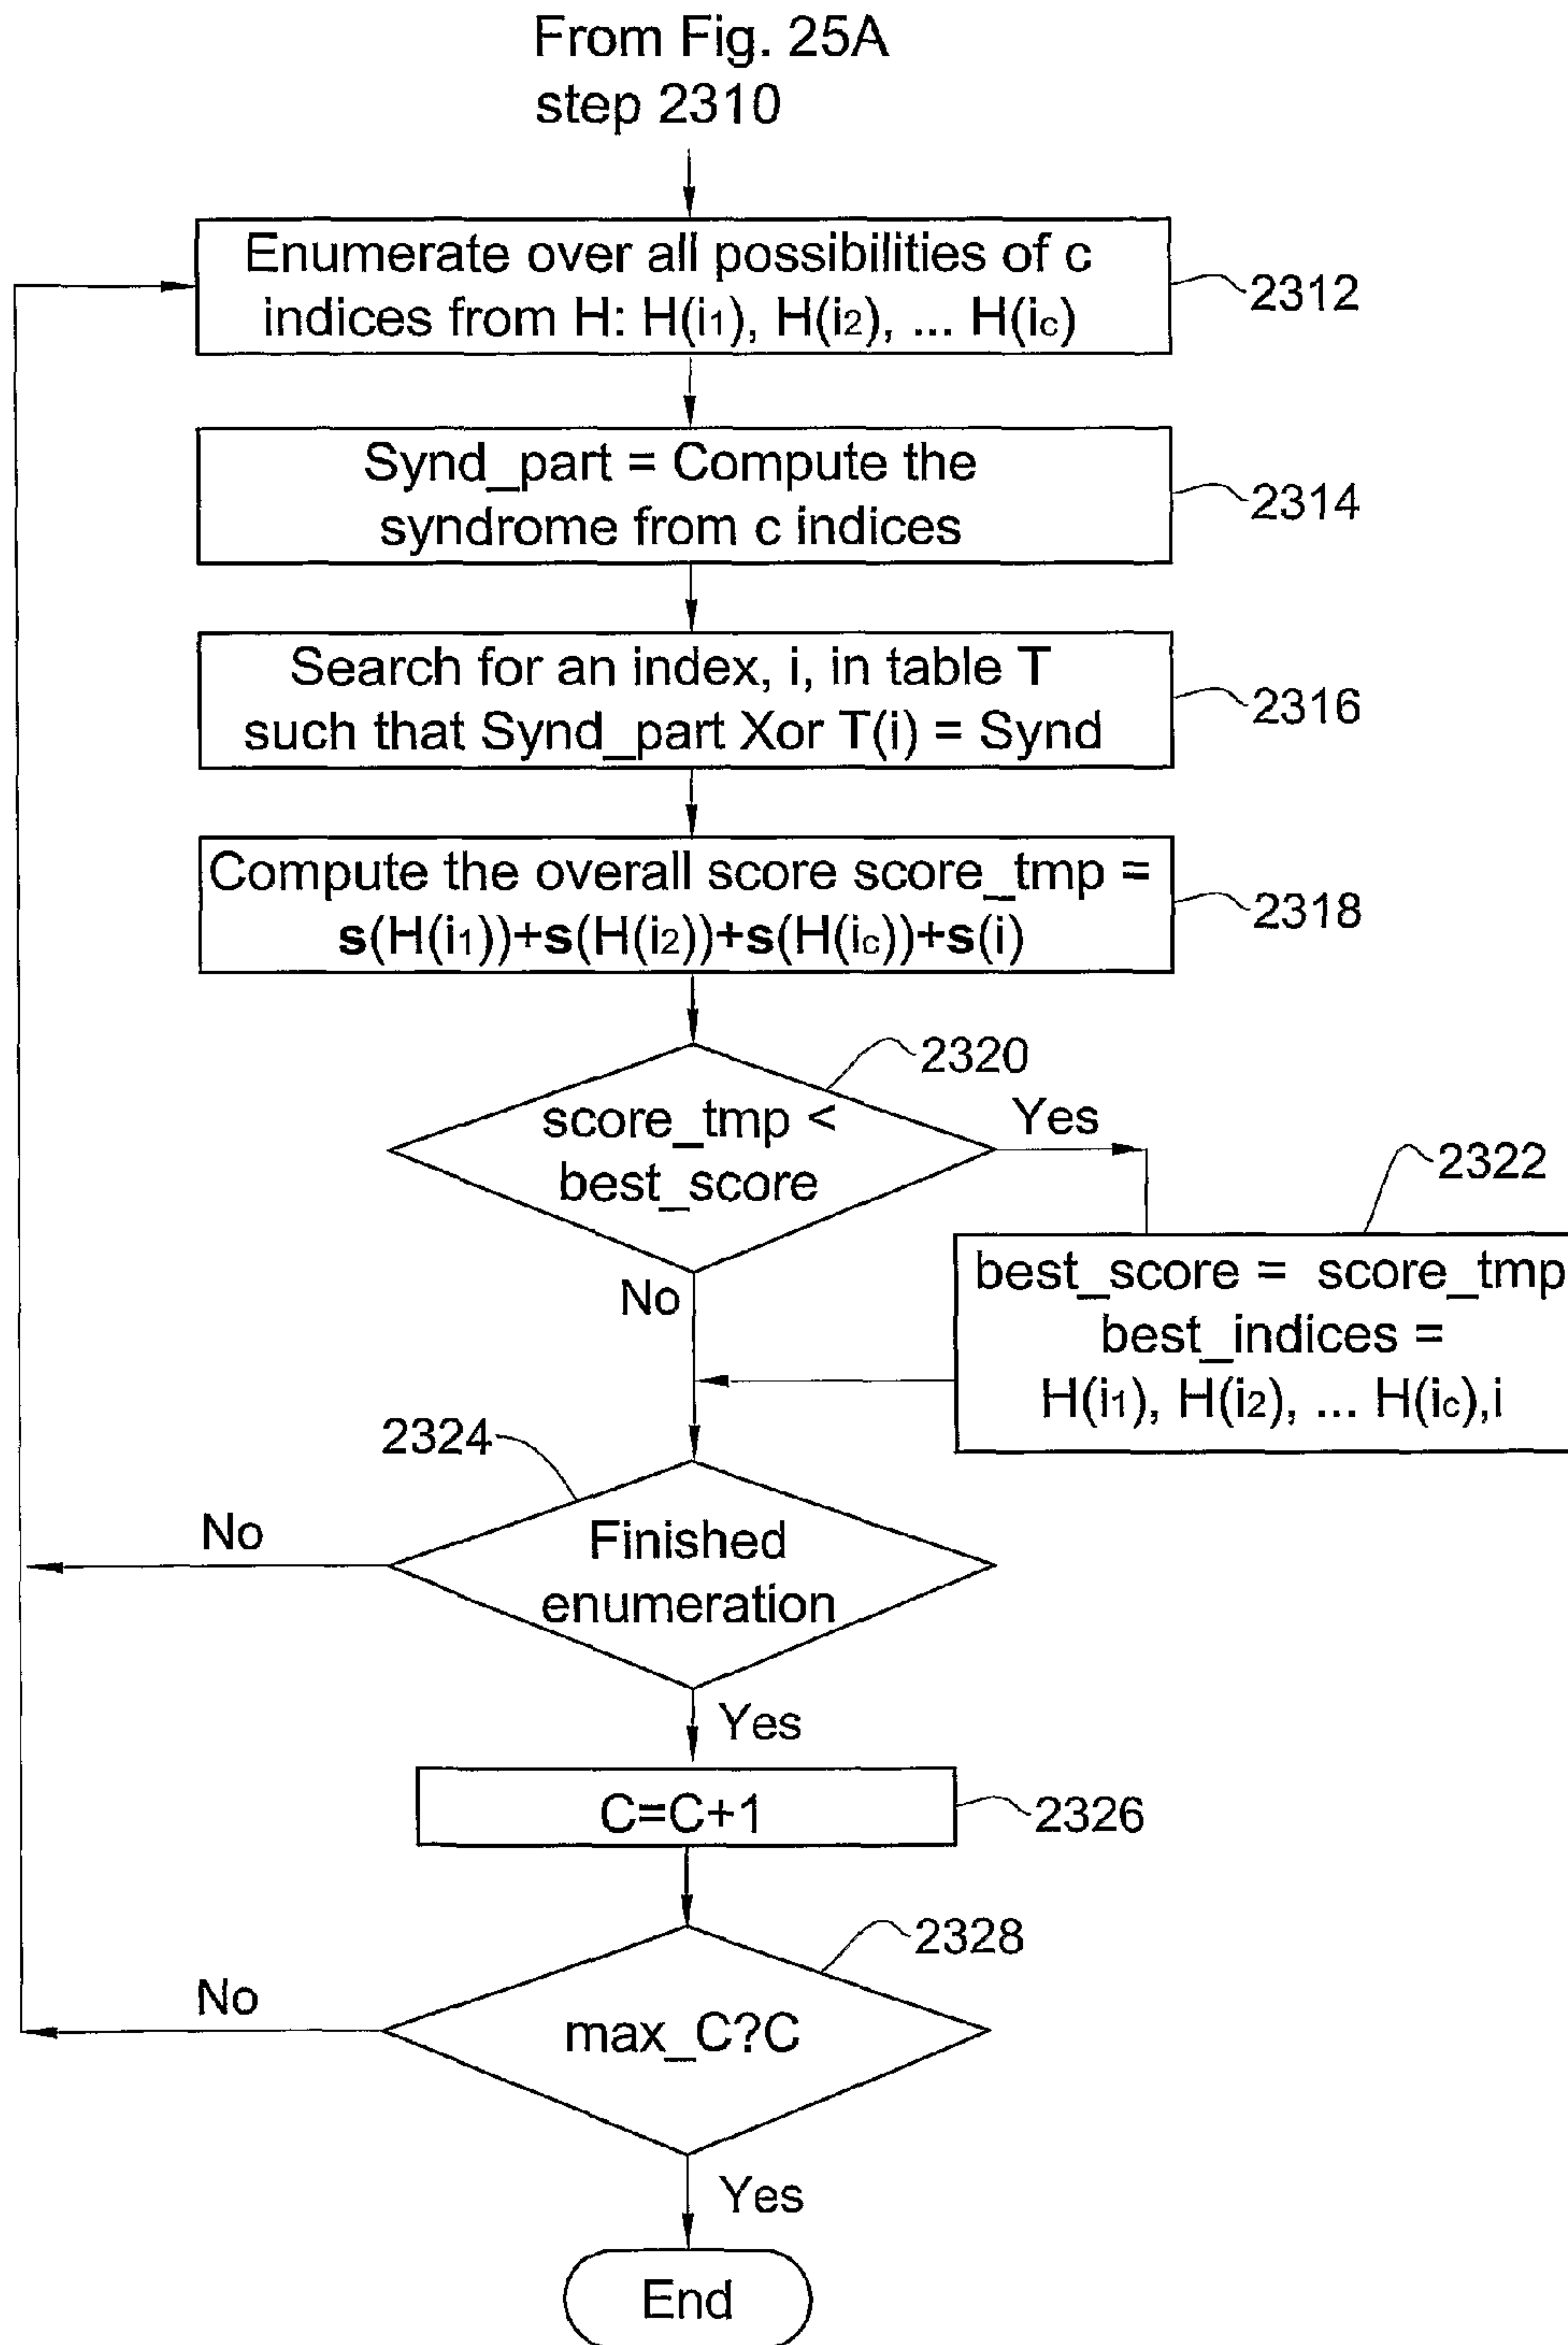 From Fig. 25A
step 2310
Enumerate over all possibilities of c
indices from H: H(i1), H(i2), ... H(ic)
2312
Synd_part = Compute the
syndrome from c indices
2314
Search for an index, i, in table T
such that Synd_part Xor T(i) = Synd
2316
Compute the overall score score_tmp =
s(H(i1))+s(H(i2))+s(H(ic))+s(i)
2318
2320
score_tmp <
best_score
Yes
2322
best_score = score_tmp
best_indices =
H(i1), H(i2), ... H(ic),i
No
2324
Finished
enumeration
No
Yes
C=C+1
2326
2328
max_C?C
No
Yes
End